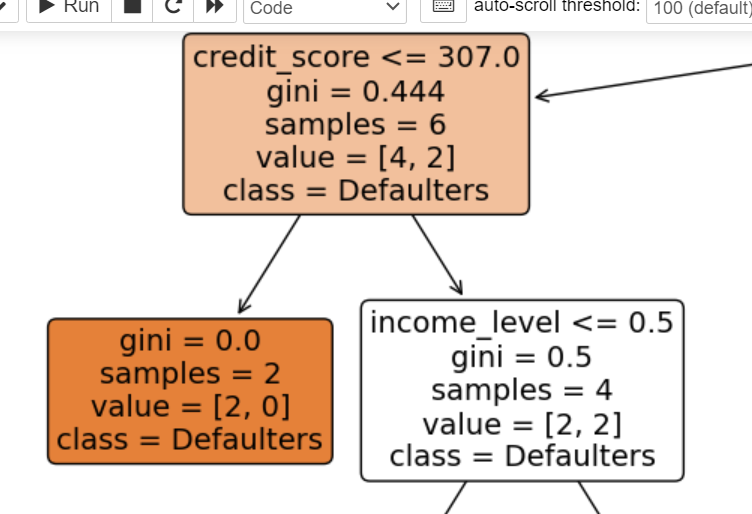 Run
Code
auto-scroll threshold:
100 (default)
credit_score <= 307.0
gini = 0.444
samples = 6
value = [4, 2]
class = Defaulters
gini = 0.0
samples = 2
value = [2, 0]
class = Defaulters
income_level <= 0.5
gini = 0.5
samples = 4
value = [2, 2]
class = Defaulters